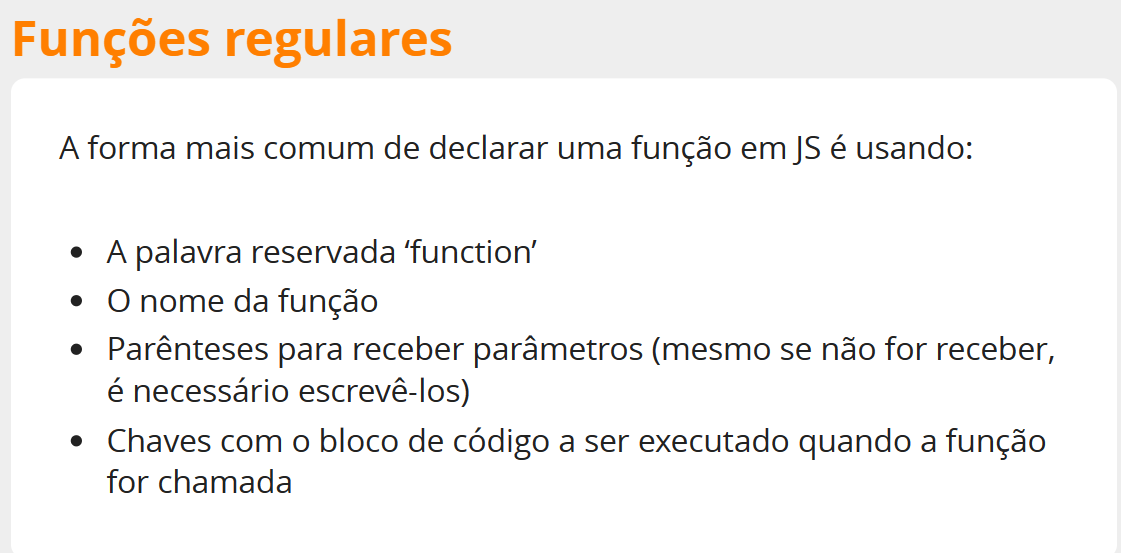 Funções regulares
A forma mais comum de declarar uma função em JS é usando:
• A palavra reservada ‘function’
• O nome da função
• Parênteses para receber parâmetros (mesmo se não for receber,
é necessário escrevê-los)
• Chaves com o bloco de código a ser executado quando a função
for chamada